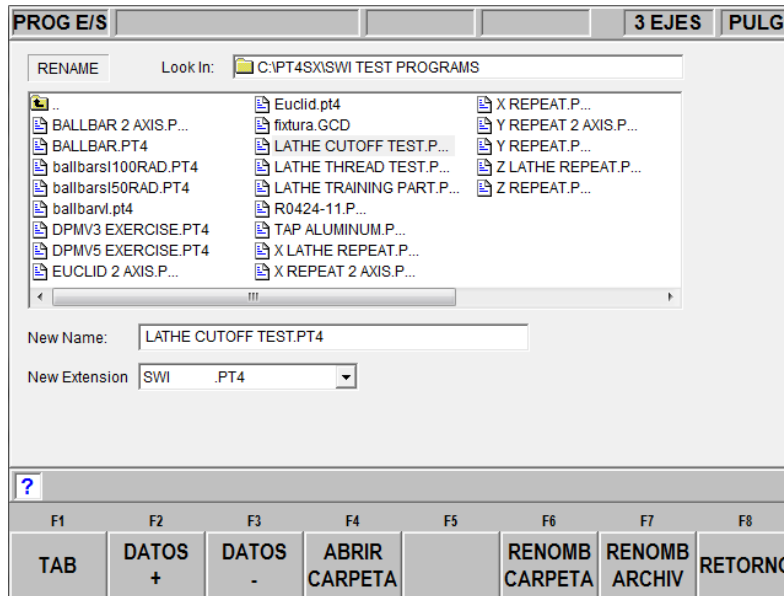 PROG E/S 3 EJES PULG
RENAME Look In: C:\PT4SX\SWI TEST PROGRAMS
.. Euclid.pt4 X REPEAT.P...
BALLBAR 2 AXIS.P... fixtura.GCD Y REPEAT 2 AXIS.P...
BALLBAR.PT4 LATHE CUTOFF TEST.P... Y REPEAT.P...
ballbarsl100RAD.PT4 LATHE THREAD TEST.P... Z LATHE REPEAT.P...
ballbarsl50RAD.PT4 LATHE TRAINING PART.P... Z REPEAT.P...
ballbarvl.pt4 R0424-11.P...
DPMV3 EXERCISE.PT4 TAP ALUMINUM.P...
DPMV5 EXERCISE.PT4 X LATHE REPEAT.P...
EUCLID 2 AXIS.P... X REPEAT 2 AXIS.P...
New Name: LATHE CUTOFF TEST.PT4
New Extension SWI .PT4
?
F1 F2 F3 F4 F5 F6 F7 F8
TAB DATOS + DATOS - ABRIR CARPETA RENOMB CARPETA RENOMB ARCHIV RETORNO